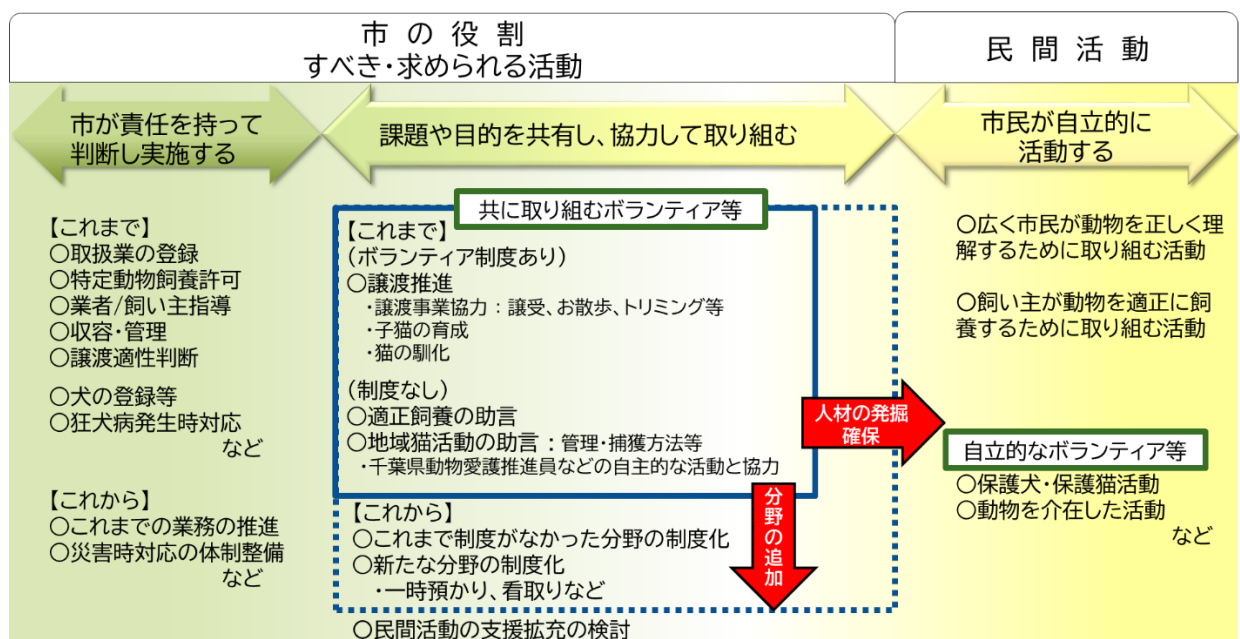 市の役割
すべき・求められる活動
民間活動
市が責任を持って
判断し実施する
課題や目的を共有し、協力して取り組む
市民が自立的に
活動する
【これまで】
〇取扱業の登録
〇特定動物飼養許可
〇業者/飼い主指導
〇収容・管理
〇譲渡適性判断
〇犬の登録等
〇狂犬病発生時対応
など
【これから】
〇これまでの業務の推進
〇災害時対応の体制整備
など
共に取り組むボランティア等
【これまで】
(ボランティア制度あり)
〇譲渡推進
・譲渡事業協力：譲受、お散歩、トリミング等
・子猫の育成
・猫の馴化
(制度なし)
〇適正飼養の助言
〇地域猫活動の助言：管理・捕獲方法等
・千葉県動物愛護推進員などの自主的な活動と協力
【これから】
〇これまで制度がなかった分野の制度化
〇新たな分野の制度化
・一時預かり、看取りなど
〇民間活動の支援拡充の検討
分野の追加
人材の発掘
確保
〇広く市民が動物を正しく理
解するために取り組む活動
〇飼い主が動物を適正に飼
養するために取り組む活動
自立的なボランティア等
〇保護犬・保護猫活動
〇動物を介在した活動
など